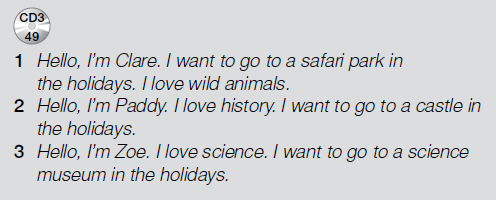 CD3
49
1 Hello, I'm Clare. I want to go to a safari park in
the holidays. I love wild animals.
2 Hello, I'm Paddy. I love history. I want to go to a castle in
the holidays.
3 Hello, I'm Zoe. I love science. I want to go to a science
museum in the holidays.